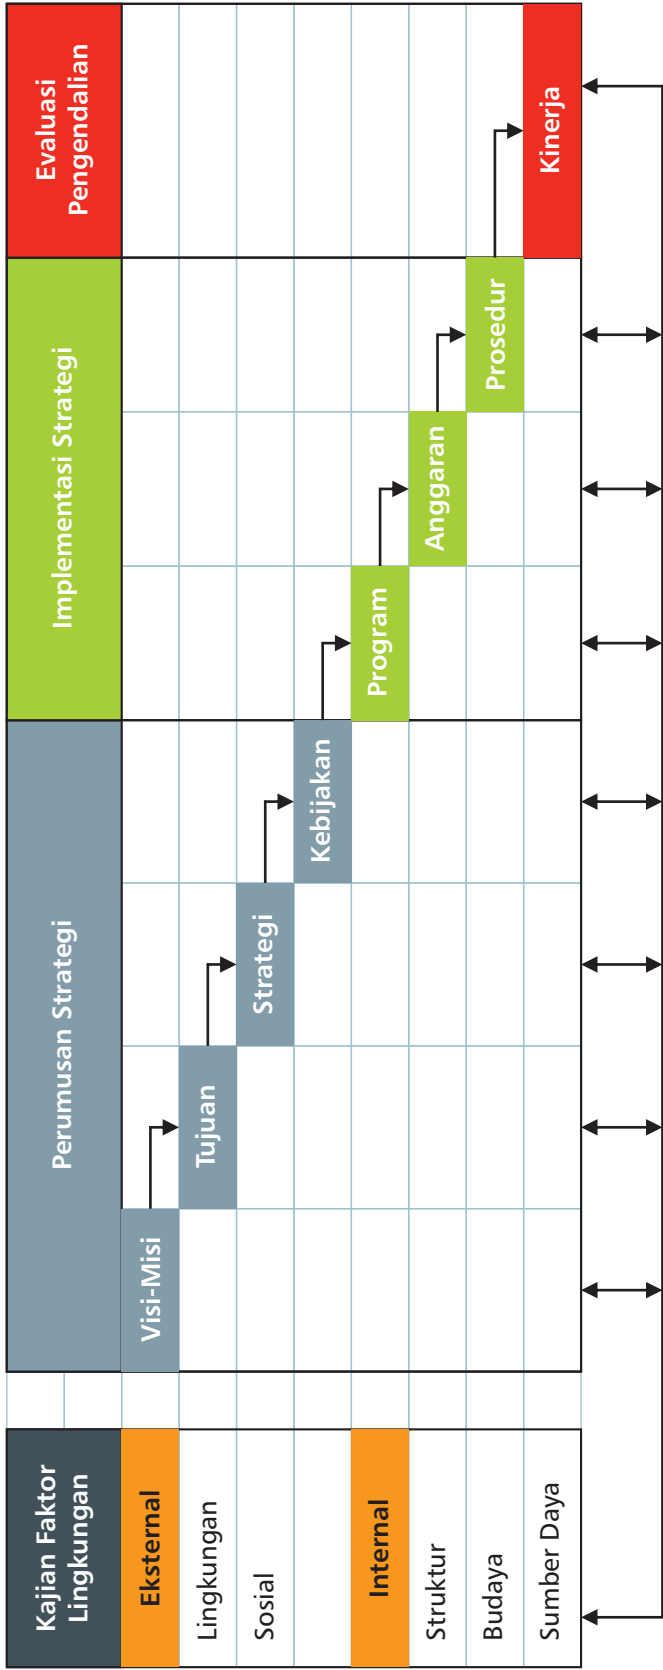 Kajian Faktor
Lingkungan
Eksternal
Lingkungan
Sosial
Internal
Struktur
Budaya
Sumber Daya
Perumusan Strategi
Visi-Misi
Tujuan
Strategi
Kebijakan
Implementasi Strategi
Program
Anggaran
Prosedur
Evaluasi
Pengendalian
Kinerja